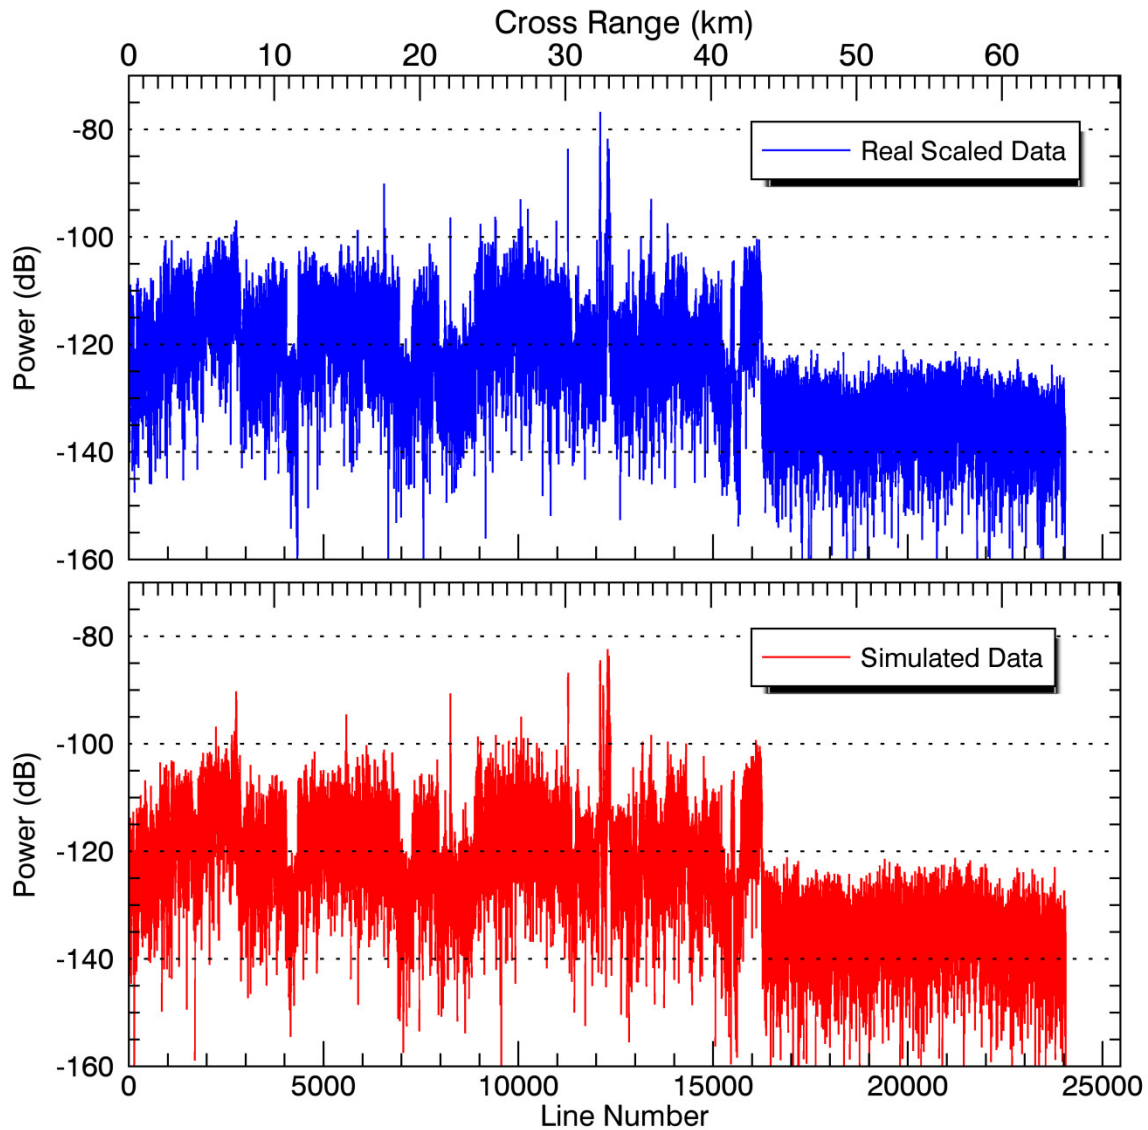 Cross Range (km)
0 10 20 30 40 50 60
-80
-100
-120
-140
-160
Power (dB)
Real Scaled Data
-80
-100
-120
-140
-160
Power (dB)
Simulated Data
0 5000 10000 15000 20000 25000
Line Number